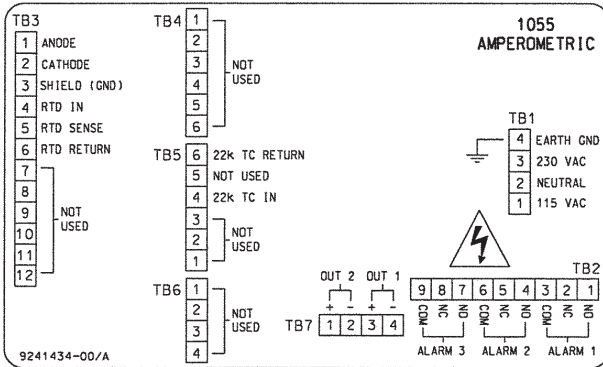 1055
AMPEROMETRIC
TB3
1 ANODE
2 CATHODE
3 SHIELD (GND)
4 RTD IN
5 RTD SENSE
6 RTD RETURN
7
8
9
10
11
12
NOT
USED
TB4
1
2
3
4
5
6
NOT
USED
TB5
6 22k TC RETURN
5 NOT USED
4 22k TC IN
3
2
1
NOT
USED
TB6
1
2
3
4
NOT
USED
TB1
4 EARTH GND
3 230 VAC
2 NEUTRAL
1 115 VAC
OUT 2 OUT 1
+ - + -
TB7 1 2 3 4
TB2
9 8 7 6 5 4 3 2 1
COM NC NO COM NC NO COM NC NO
ALARM 3 ALARM 2 ALARM 1
9241434-00/A